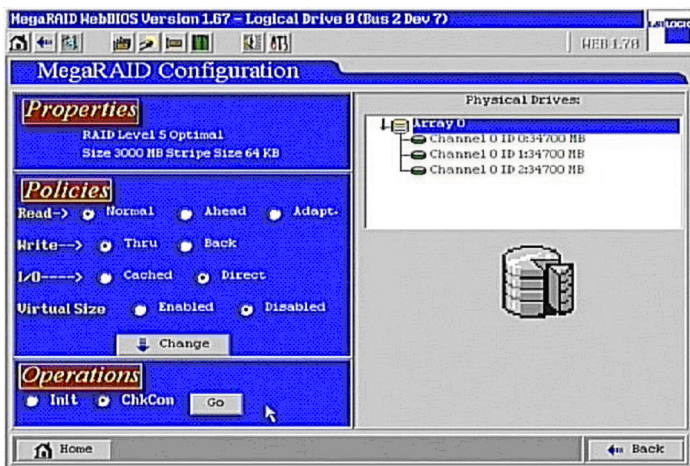 MegaRAID WebBIOS Version 1.67 - Logical Drive 0 (Bus 2 Dev 7)
LSI LOGIC
WEB 1.70
MegaRAID Configuration
Properties
RAID Level 5 Optimal
Size 3000 MB Stripe Size 64 KB
Policies
Read-> Normal Ahead Adapt.
Write--> Thru Back
I/O----> Cached Direct
Virtual Size Enabled Disabled
Change
Operations
Init ChkCon Go
Physical Drives:
Array 0
Channel 0 ID 0:34700 MB
Channel 0 ID 1:34700 MB
Channel 0 ID 2:34700 MB
Home
Back